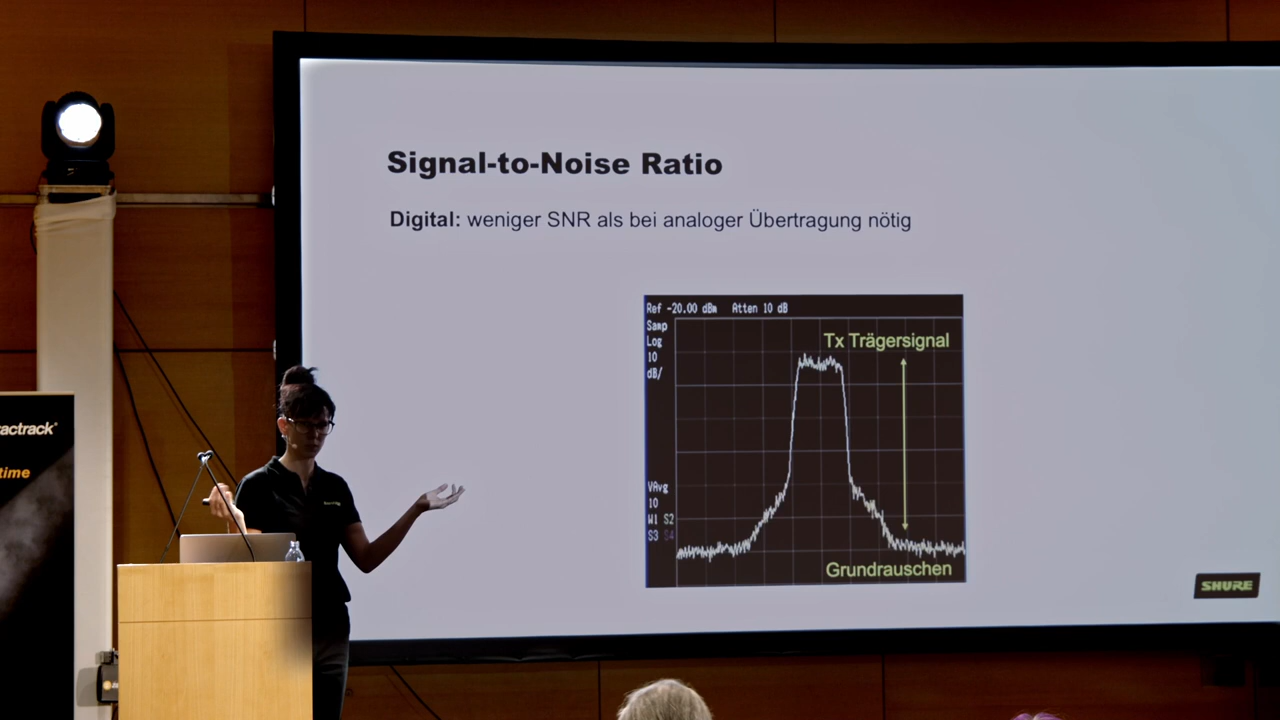 Signal-to-Noise Ratio
Digital: weniger SNR als bei analoger Übertragung nötig
Ref -20.00 dBm Atten 10 dB
Samp
Log
10
dB/
Tx Trägersignal
VAvg
10
W1 S2
S3 S4
Grundrauschen
SHURE
time